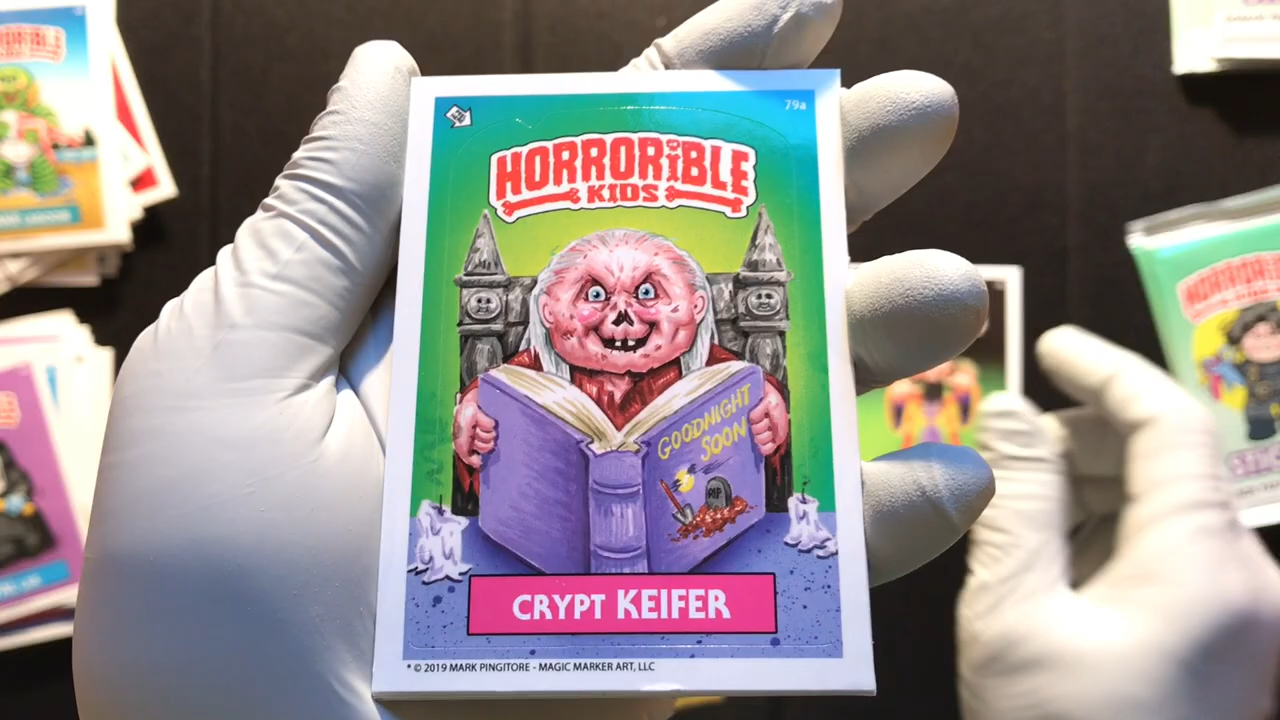 79a
HORRORiBLE
KIDS
GOODNIGHT
SOON
RIP
CRYPT KEIFER
* © 2019 MARK PINGITORE - MAGIC MARKER ART, LLC